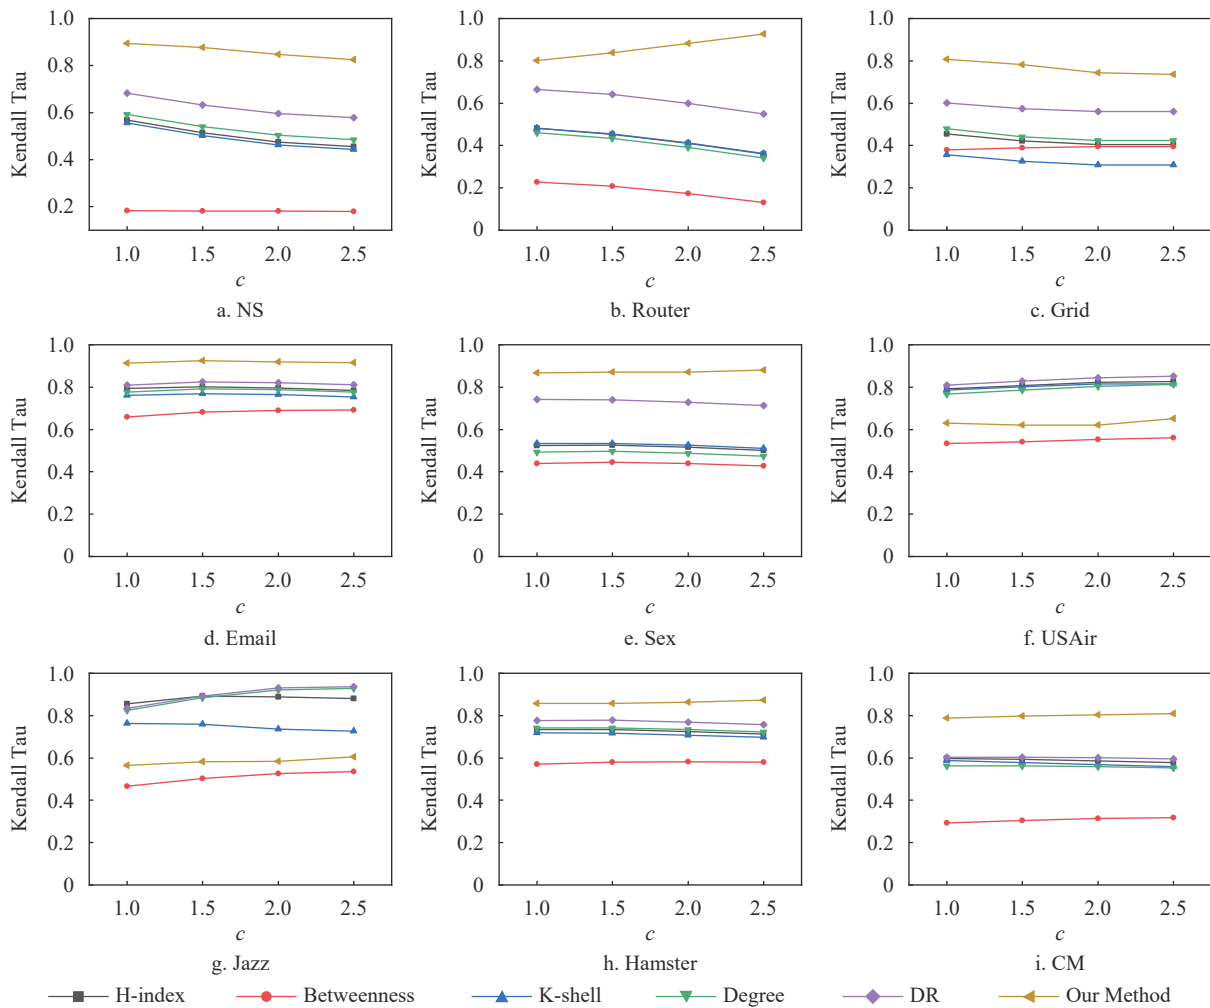 1.0
0.8
0.6
0.4
0.2
Kendall Tau
1.0 1.5 2.0 2.5
c
a. NS
1.0
0.8
0.6
0.4
0.2
0
Kendall Tau
1.0 1.5 2.0 2.5
c
b. Router
1.0
0.8
0.6
0.4
0.2
0
Kendall Tau
1.0 1.5 2.0 2.5
c
c. Grid
1.0
0.8
0.6
0.4
0.2
0
Kendall Tau
1.0 1.5 2.0 2.5
c
d. Email
1.0
0.8
0.6
0.4
0.2
0
Kendall Tau
1.0 1.5 2.0 2.5
c
e. Sex
1.0
0.8
0.6
0.4
0.2
0
Kendall Tau
1.0 1.5 2.0 2.5
c
f. USAir
1.0
0.8
0.6
0.4
0.2
0
Kendall Tau
1.0 1.5 2.0 2.5
c
g. Jazz
1.0
0.8
0.6
0.4
0.2
0
Kendall Tau
1.0 1.5 2.0 2.5
c
h. Hamster
1.0
0.8
0.6
0.4
0.2
0
Kendall Tau
1.0 1.5 2.0 2.5
c
i. CM
H-index Betweenness K-shell Degree DR Our Method